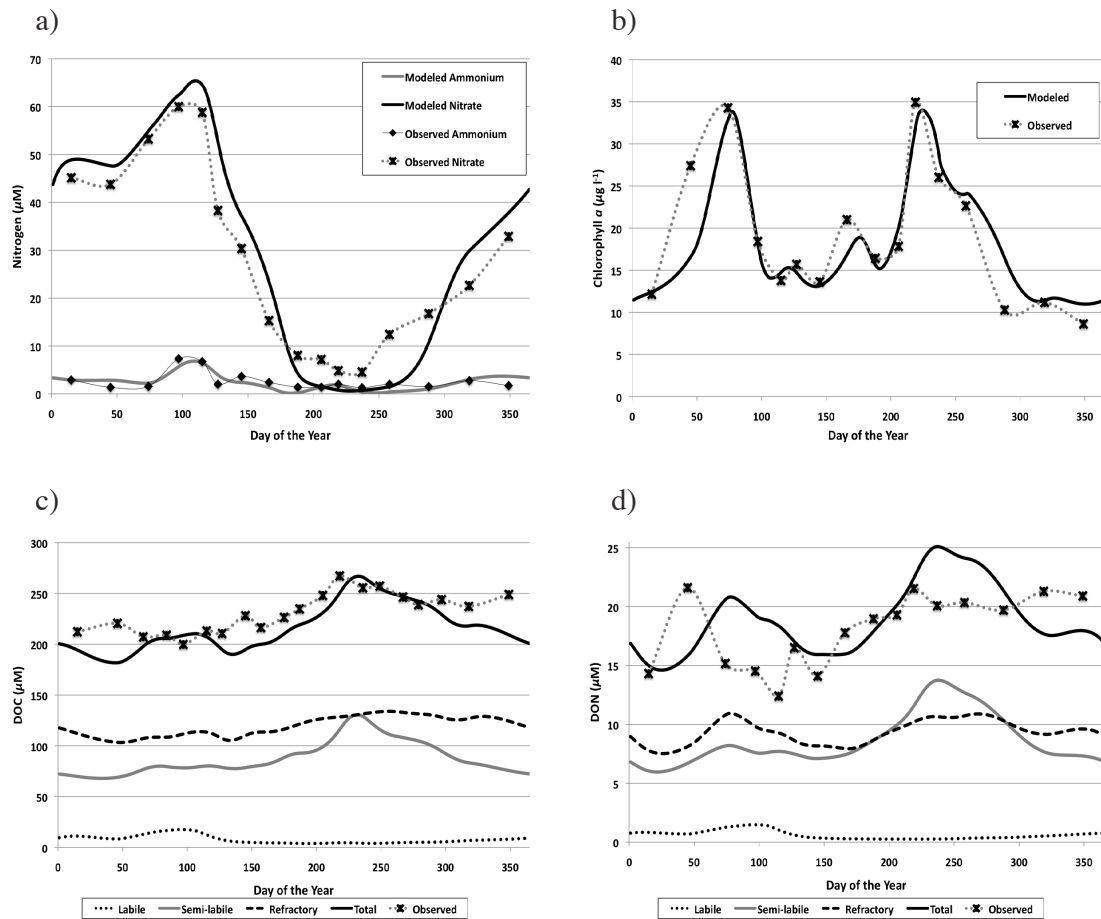 a)
70
60
50
40
30
20
10
0
Nitrogen (µM)
Modeled Ammonium
Modeled Nitrate
Observed Ammonium
Observed Nitrate
0 50 100 150 200 250 300 350
Day of the Year
b)
40
35
30
25
20
15
10
5
0
Chlorophyll a (µg l⁻¹)
Modeled
Observed
0 50 100 150 200 250 300 350
Day of the Year
c)
300
250
200
150
100
50
0
DOC (µM)
0 50 100 150 200 250 300 350
Day of the Year
Labile Semi-labile Refractory Total Observed
d)
25
20
15
10
5
0
DON (µM)
0 50 100 150 200 250 300 350
Day of the Year
Labile Semi-labile Refractory Total Observed